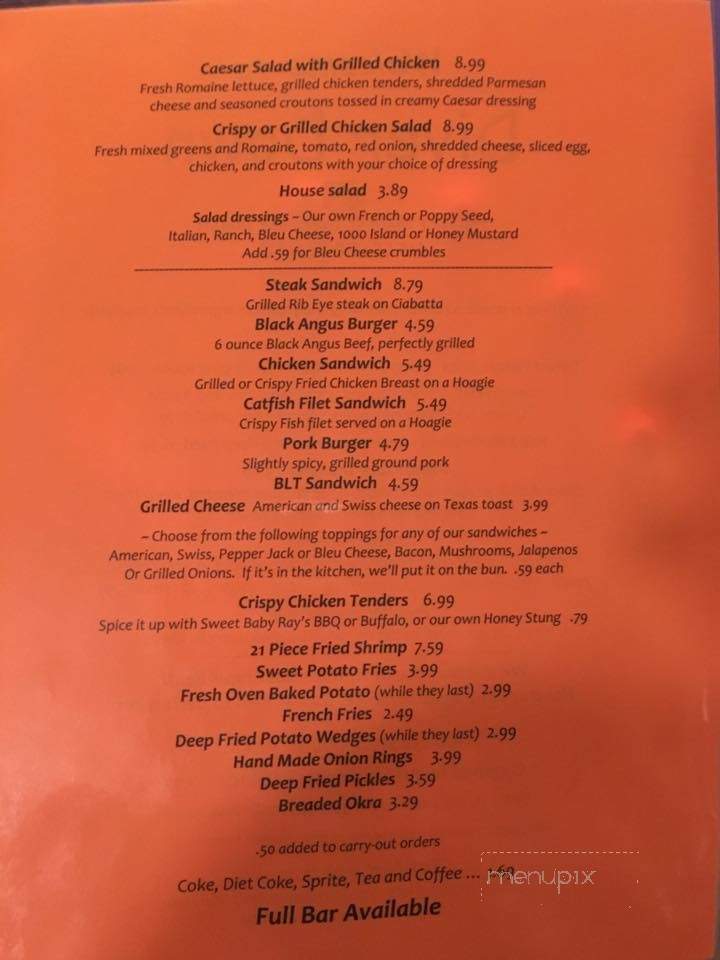 Caesar Salad with Grilled Chicken 8.99
Fresh Romaine lettuce, grilled chicken tenders, shredded Parmesan
cheese and seasoned croutons tossed in creamy Caesar dressing
Crispy or Grilled Chicken Salad 8.99
Fresh mixed greens and Romaine, tomato, red onion, shredded cheese, sliced egg,
chicken, and croutons with your choice of dressing
House salad 3.89
Salad dressings ~ Our own French or Poppy Seed,
Italian, Ranch, Bleu Cheese, 1000 Island or Honey Mustard
Add .59 for Bleu Cheese crumbles
Steak Sandwich 8.79
Grilled Rib Eye steak on Ciabatta
Black Angus Burger 4.59
6 ounce Black Angus Beef, perfectly grilled
Chicken Sandwich 5.49
Grilled or Crispy Fried Chicken Breast on a Hoagie
Catfish Filet Sandwich 5.49
Crispy Fish filet served on a Hoagie
Pork Burger 4.79
Slightly spicy, grilled ground pork
BLT Sandwich 4.59
Grilled Cheese American and Swiss cheese on Texas toast 3.99
~ Choose from the following toppings for any of our sandwiches ~
American, Swiss, Pepper Jack or Bleu Cheese, Bacon, Mushrooms, Jalapenos
Or Grilled Onions. If it's in the kitchen, we'll put it on the bun. .59 each
Crispy Chicken Tenders 6.99
Spice it up with Sweet Baby Ray's BBQ or Buffalo, or our own Honey Stung .79
21 Piece Fried Shrimp 7.59
Sweet Potato Fries 3.99
Fresh Oven Baked Potato (while they last) 2.99
French Fries 2.49
Deep Fried Potato Wedges (while they last) 2.99
Hand Made Onion Rings 3.99
Deep Fried Pickles 3.59
Breaded Okra 3.29
.50 added to carry-out orders
Coke, Diet Coke, Sprite, Tea and Coffee ...
menupix
Full Bar Available